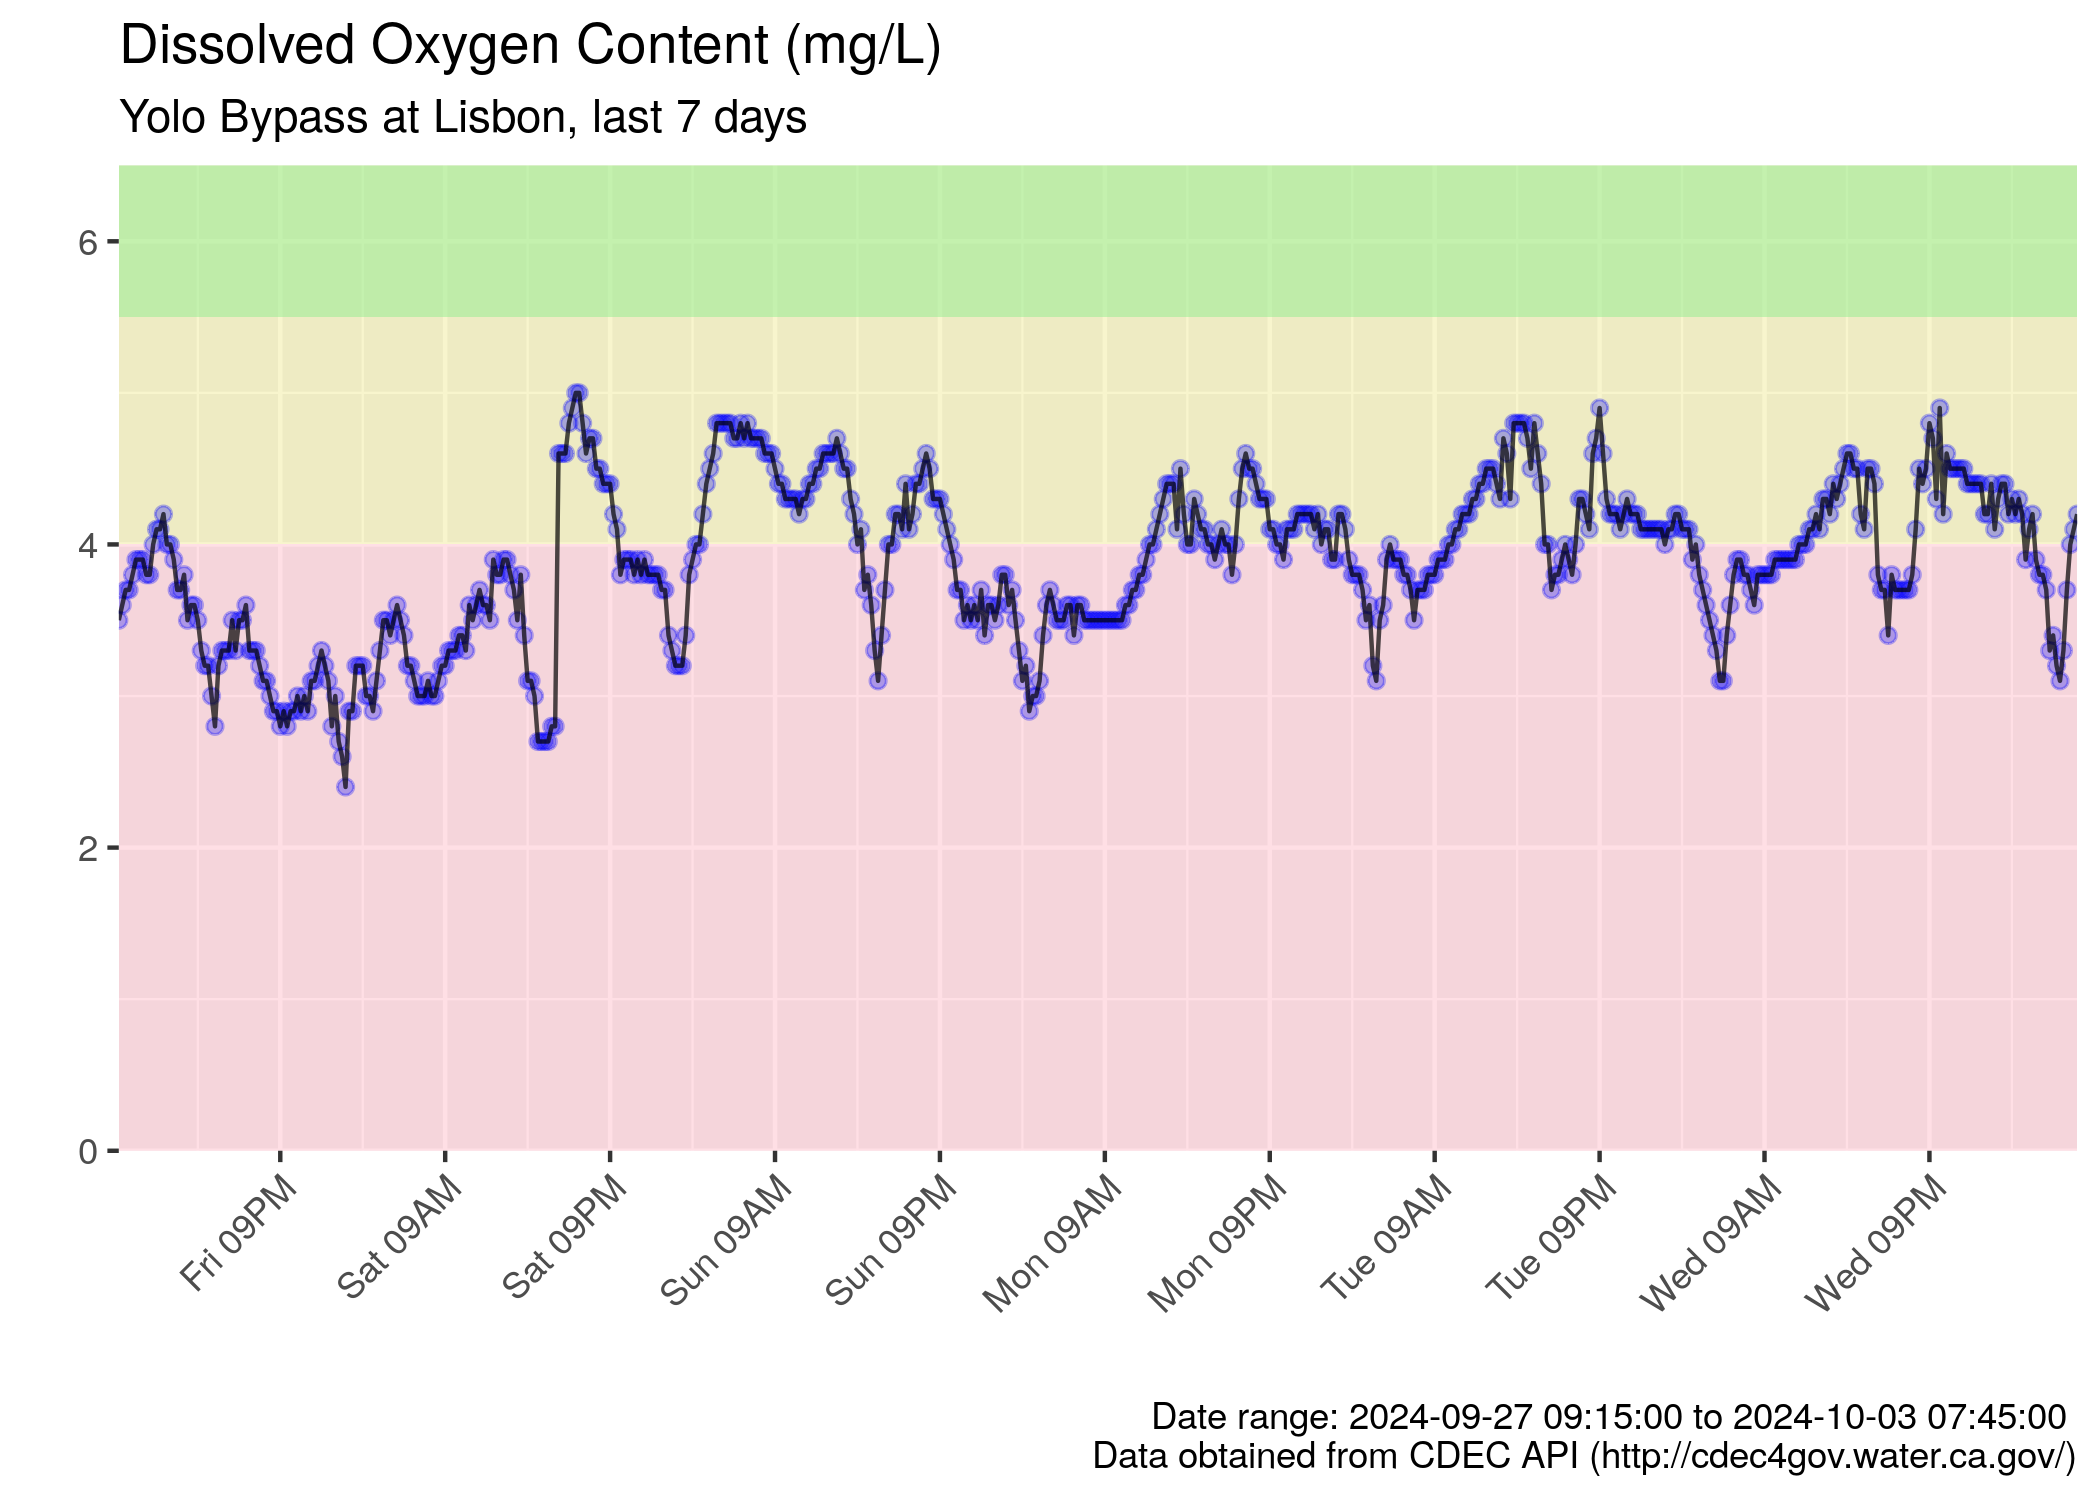 Dissolved Oxygen Content (mg/L)
Yolo Bypass at Lisbon, last 7 days
6
4
2
0
Fri 09PM
Sat 09AM
Sat 09PM
Sun 09AM
Sun 09PM
Mon 09AM
Mon 09PM
Tue 09AM
Tue 09PM
Wed 09AM
Wed 09PM
Date range: 2024-09-27 09:15:00 to 2024-10-03 07:45:00
Data obtained from CDEC API (http://cdec4gov.water.ca.gov/)